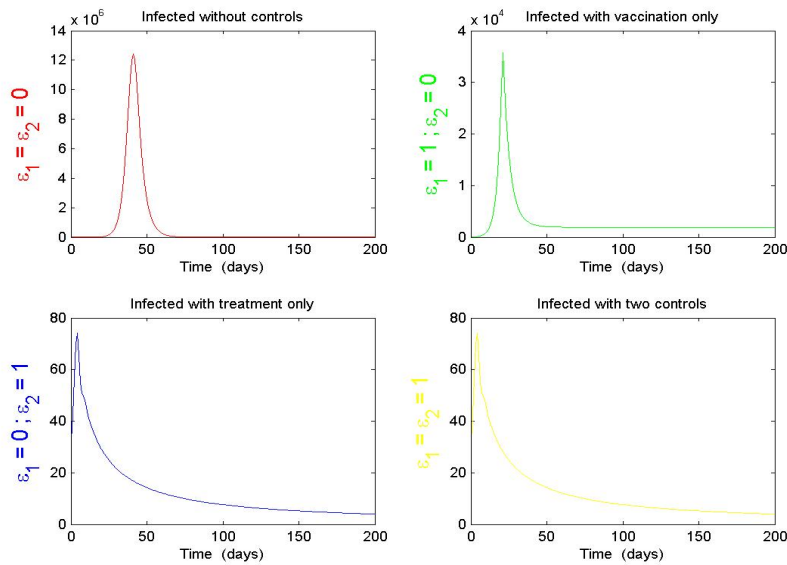 Infected without controls
x 10⁶
14
12
10
8
6
4
2
0
0 50 100 150 200
Time (days)
ε₁ = ε₂ = 0
Infected with vaccination only
x 10⁴
4
3
2
1
0
0 50 100 150 200
Time (days)
ε₁ = 1 ; ε₂ = 0
Infected with treatment only
80
60
40
20
0
0 50 100 150 200
Time (days)
ε₁ = 0 ; ε₂ = 1
Infected with two controls
80
60
40
20
0
0 50 100 150 200
Time (days)
ε₁ = ε₂ = 1